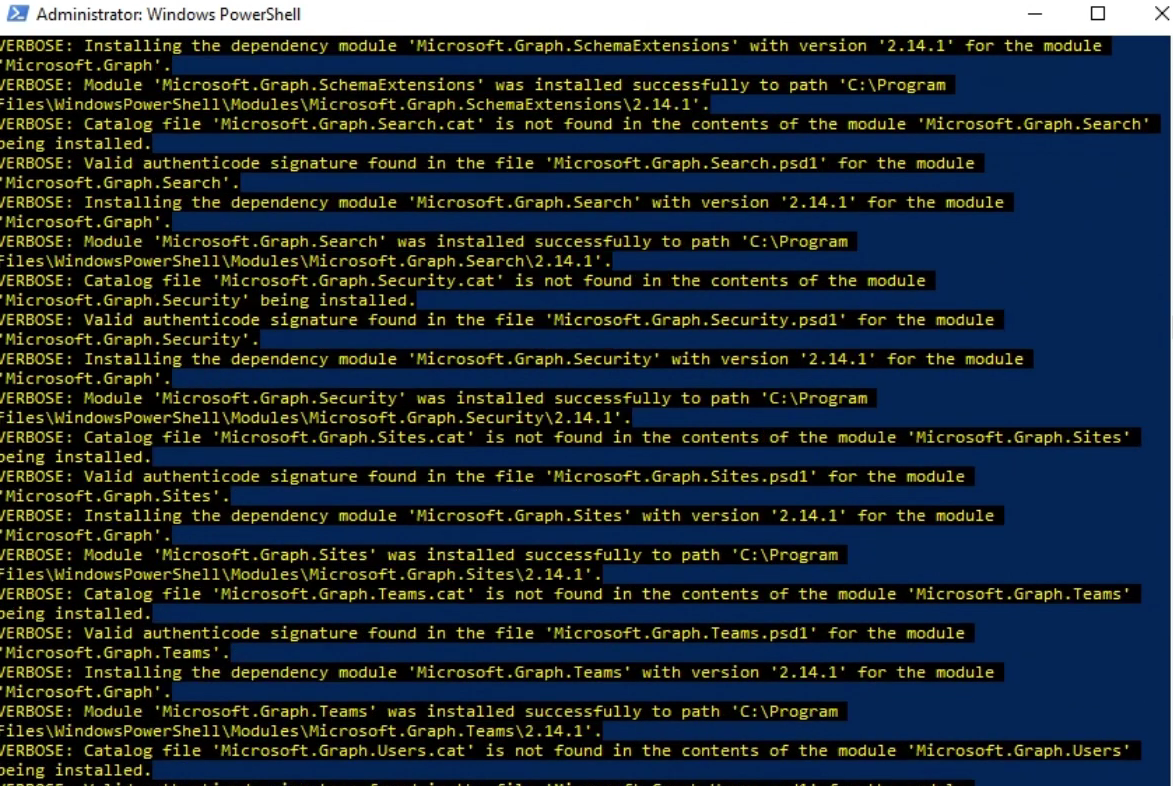 Administrator: Windows PowerShell
VERBOSE: Installing the dependency module 'Microsoft.Graph.SchemaExtensions' with version '2.14.1' for the module
'Microsoft.Graph'.
VERBOSE: Module 'Microsoft.Graph.SchemaExtensions' was installed successfully to path 'C:\Program
Files\WindowsPowerShell\Modules\Microsoft.Graph.SchemaExtensions\2.14.1'.
VERBOSE: Catalog file 'Microsoft.Graph.Search.cat' is not found in the contents of the module 'Microsoft.Graph.Search'
being installed.
VERBOSE: Valid authenticode signature found in the file 'Microsoft.Graph.Search.psd1' for the module
'Microsoft.Graph.Search'.
VERBOSE: Installing the dependency module 'Microsoft.Graph.Search' with version '2.14.1' for the module
'Microsoft.Graph'.
VERBOSE: Module 'Microsoft.Graph.Search' was installed successfully to path 'C:\Program
Files\WindowsPowerShell\Modules\Microsoft.Graph.Search\2.14.1'.
VERBOSE: Catalog file 'Microsoft.Graph.Security.cat' is not found in the contents of the module
'Microsoft.Graph.Security' being installed.
VERBOSE: Valid authenticode signature found in the file 'Microsoft.Graph.Security.psd1' for the module
'Microsoft.Graph.Security'.
VERBOSE: Installing the dependency module 'Microsoft.Graph.Security' with version '2.14.1' for the module
'Microsoft.Graph'.
VERBOSE: Module 'Microsoft.Graph.Security' was installed successfully to path 'C:\Program
Files\WindowsPowerShell\Modules\Microsoft.Graph.Security\2.14.1'.
VERBOSE: Catalog file 'Microsoft.Graph.Sites.cat' is not found in the contents of the module 'Microsoft.Graph.Sites'
being installed.
VERBOSE: Valid authenticode signature found in the file 'Microsoft.Graph.Sites.psd1' for the module
'Microsoft.Graph.Sites'.
VERBOSE: Installing the dependency module 'Microsoft.Graph.Sites' with version '2.14.1' for the module
'Microsoft.Graph'.
VERBOSE: Module 'Microsoft.Graph.Sites' was installed successfully to path 'C:\Program
Files\WindowsPowerShell\Modules\Microsoft.Graph.Sites\2.14.1'.
VERBOSE: Catalog file 'Microsoft.Graph.Teams.cat' is not found in the contents of the module 'Microsoft.Graph.Teams'
being installed.
VERBOSE: Valid authenticode signature found in the file 'Microsoft.Graph.Teams.psd1' for the module
'Microsoft.Graph.Teams'.
VERBOSE: Installing the dependency module 'Microsoft.Graph.Teams' with version '2.14.1' for the module
'Microsoft.Graph'.
VERBOSE: Module 'Microsoft.Graph.Teams' was installed successfully to path 'C:\Program
Files\WindowsPowerShell\Modules\Microsoft.Graph.Teams\2.14.1'.
VERBOSE: Catalog file 'Microsoft.Graph.Users.cat' is not found in the contents of the module 'Microsoft.Graph.Users'
being installed.